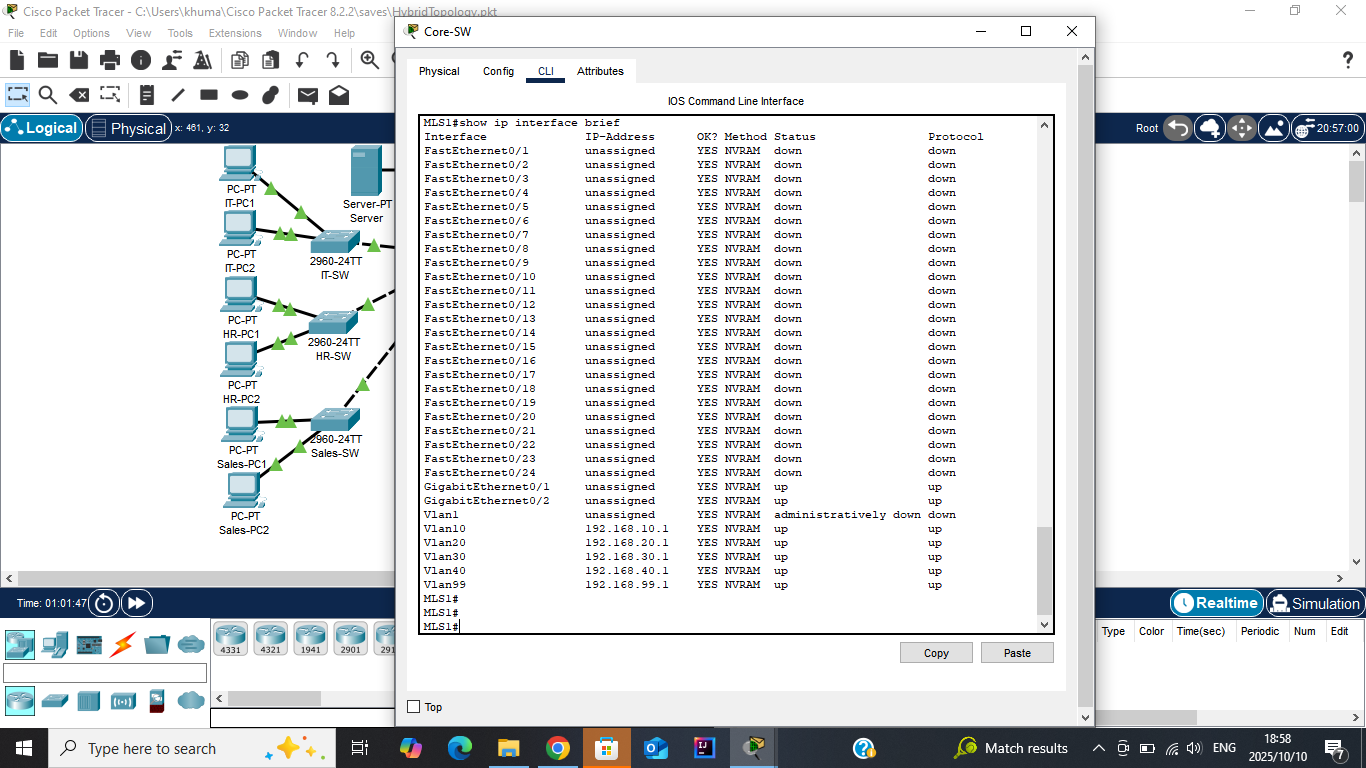 Cisco Packet Tracer - C:\Users\khuma\Cisco Packet Tracer 8.2.2\saves\HybridTopology.pkt
File Edit Options View Tools Extensions Window Help
Logical
Physical
x: 461, y: 32
Root
20:57:00
PC-PT
IT-PC1
Server-PT
Server
PC-PT
IT-PC2
2960-24TT
IT-SW
PC-PT
HR-PC1
2960-24TT
HR-SW
PC-PT
HR-PC2
2960-24TT
Sales-SW
PC-PT
Sales-PC1
PC-PT
Sales-PC2
Core-SW
Physical Config CLI Attributes
IOS Command Line Interface
MLS1#show ip interface brief
Interface IP-Address OK? Method Status Protocol
FastEthernet0/1 unassigned YES NVRAM down down
FastEthernet0/2 unassigned YES NVRAM down down
FastEthernet0/3 unassigned YES NVRAM down down
FastEthernet0/4 unassigned YES NVRAM down down
FastEthernet0/5 unassigned YES NVRAM down down
FastEthernet0/6 unassigned YES NVRAM down down
FastEthernet0/7 unassigned YES NVRAM down down
FastEthernet0/8 unassigned YES NVRAM down down
FastEthernet0/9 unassigned YES NVRAM down down
FastEthernet0/10 unassigned YES NVRAM down down
FastEthernet0/11 unassigned YES NVRAM down down
FastEthernet0/12 unassigned YES NVRAM down down
FastEthernet0/13 unassigned YES NVRAM down down
FastEthernet0/14 unassigned YES NVRAM down down
FastEthernet0/15 unassigned YES NVRAM down down
FastEthernet0/16 unassigned YES NVRAM down down
FastEthernet0/17 unassigned YES NVRAM down down
FastEthernet0/18 unassigned YES NVRAM down down
FastEthernet0/19 unassigned YES NVRAM down down
FastEthernet0/20 unassigned YES NVRAM down down
FastEthernet0/21 unassigned YES NVRAM down down
FastEthernet0/22 unassigned YES NVRAM down down
FastEthernet0/23 unassigned YES NVRAM down down
FastEthernet0/24 unassigned YES NVRAM down down
GigabitEthernet0/1 unassigned YES NVRAM up up
GigabitEthernet0/2 unassigned YES NVRAM up up
Vlan1 unassigned YES NVRAM administratively down down
Vlan10 192.168.10.1 YES NVRAM up up
Vlan20 192.168.20.1 YES NVRAM up up
Vlan30 192.168.30.1 YES NVRAM up up
Vlan40 192.168.40.1 YES NVRAM up up
Vlan99 192.168.99.1 YES NVRAM up up
MLS1#
MLS1#
MLS1#
Copy
Paste
Top
Time: 01:01:47
Realtime
Simulation
4331 4321 1941 2901 291
Type Color Time(sec) Periodic Num Edit
Type here to search
Match results
ENG
18:58
2025/10/10
7